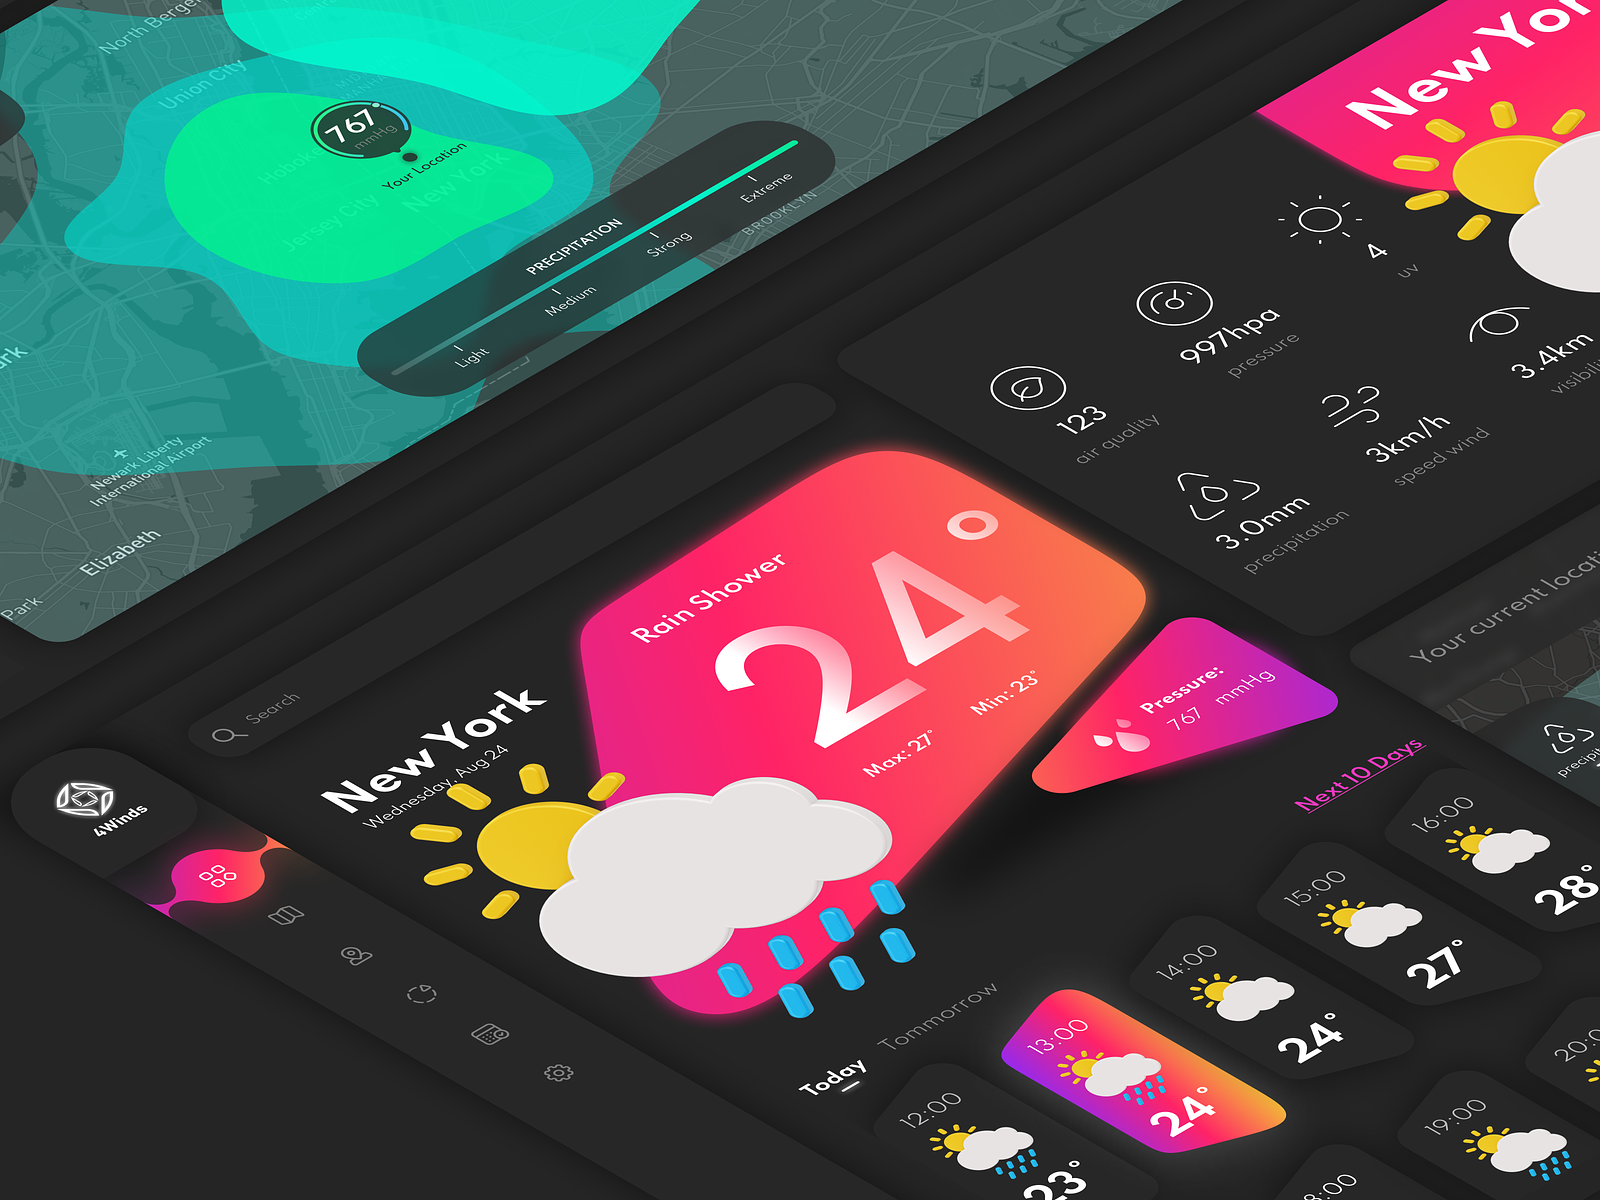 North Bergen
Union City
767
mmHg
Your Location
Hoboken
New York
Jersey City
PRECIPITATION
Light
Medium
Strong
Extreme
BROOKLYN
Newark Liberty
International Airport
Elizabeth
Park
Search
4Winds
New York
Wednesday, Aug 24
Rain Shower
24°
Max: 27°
Min: 23°
Pressure:
767 mmHg
New Yor
4
uv
997hpa
pressure
123
air quality
3.4km
visibili
3km/h
speed wind
3.0mm
precipitation
Your current locati
precipit
Next 10 Days
Today
Tommorrow
12:00
23°
13:00
24°
14:00
24°
15:00
27°
16:00
28°
19:00
20:0
8:00